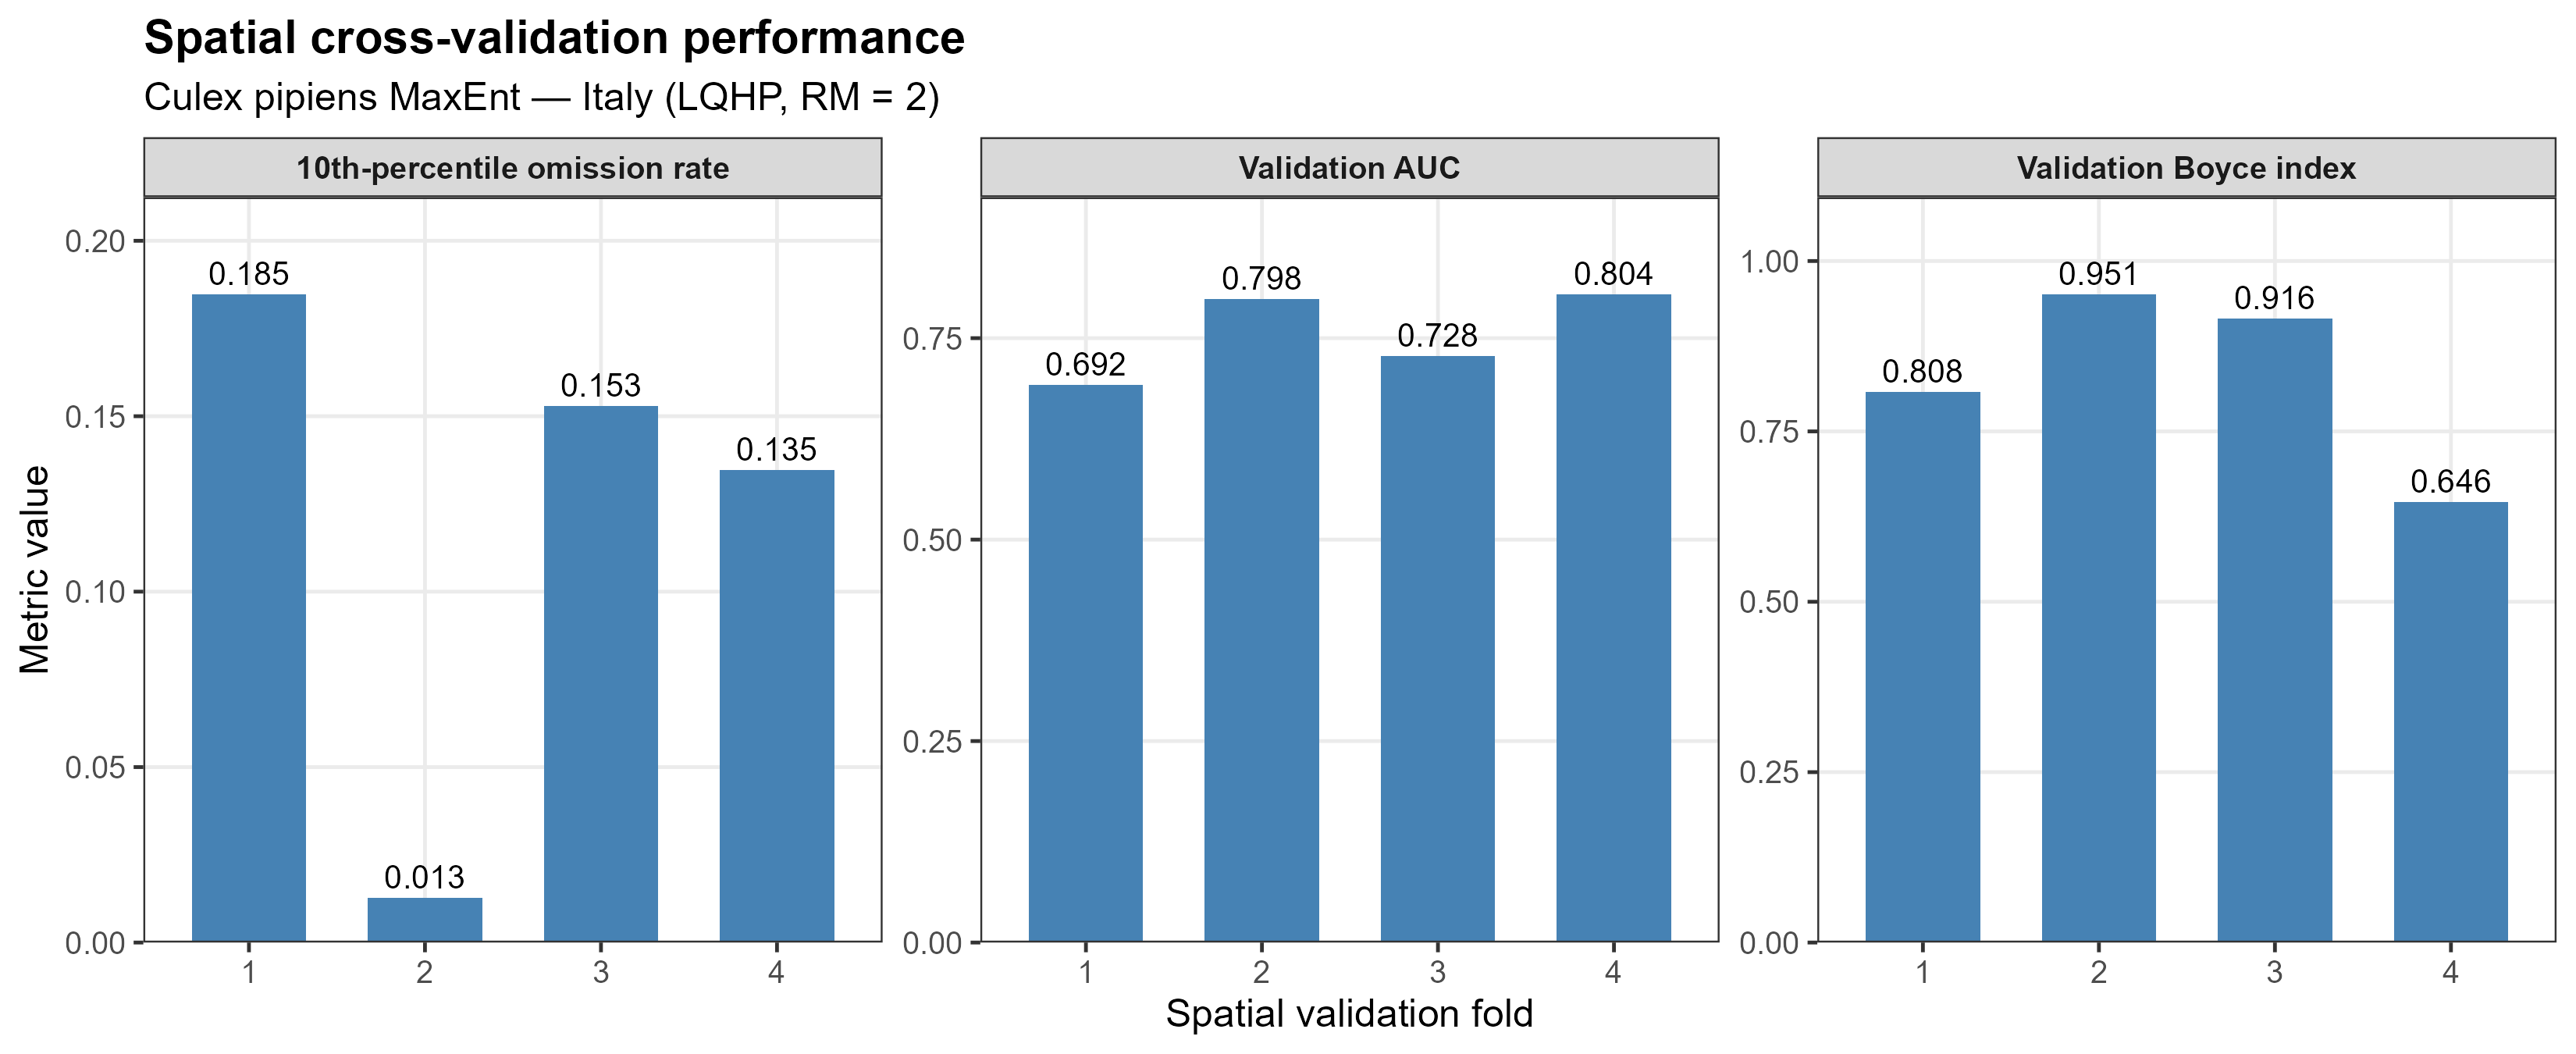 Spatial cross-validation performance
Culex pipiens MaxEnt — Italy (LQHP, RM = 2)
10th-percentile omission rate
Validation AUC
Validation Boyce index
Metric value
0.20
0.15
0.10
0.05
0.00
0.185
0.013
0.153
0.135
1 2 3 4
0.75
0.50
0.25
0.00
0.692
0.798
0.728
0.804
1 2 3 4
1.00
0.75
0.50
0.25
0.00
0.808
0.951
0.916
0.646
1 2 3 4
Spatial validation fold